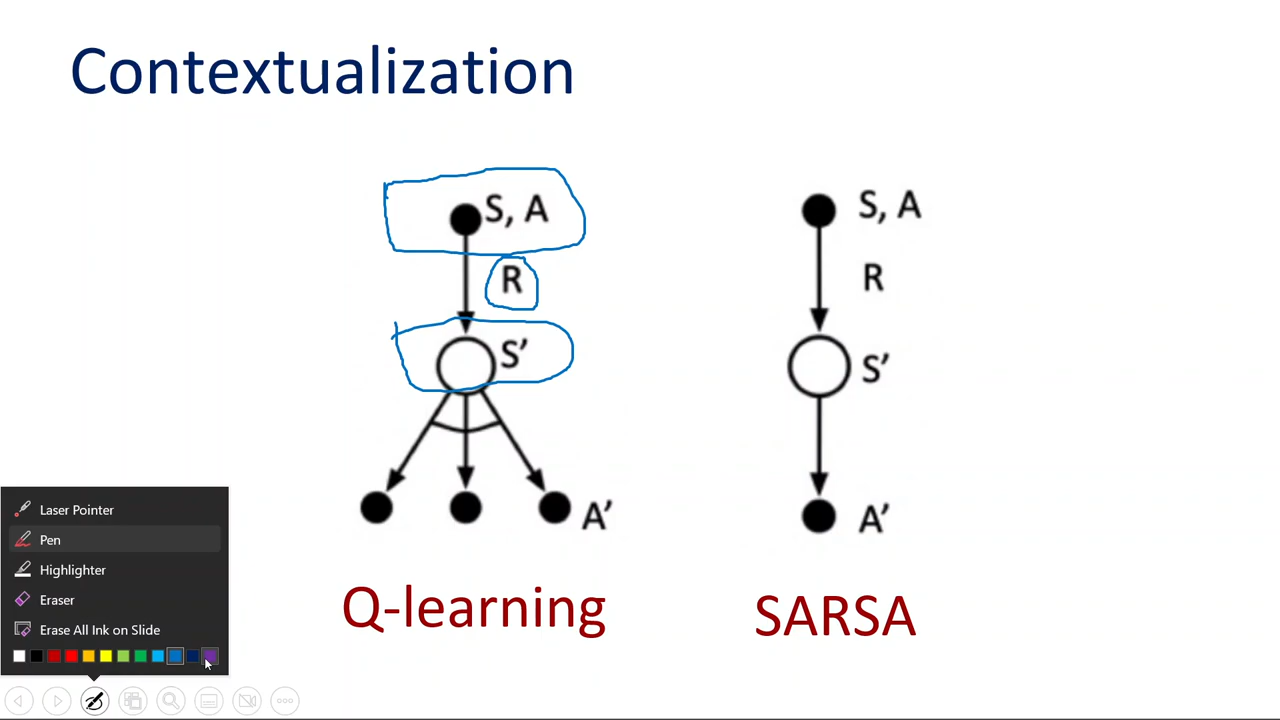 Contextualization
S, A
R
S’
A’
Q-learning
S, A
R
S’
A’
SARSA
Laser Pointer
Pen
Highlighter
Eraser
Erase All Ink on Slide